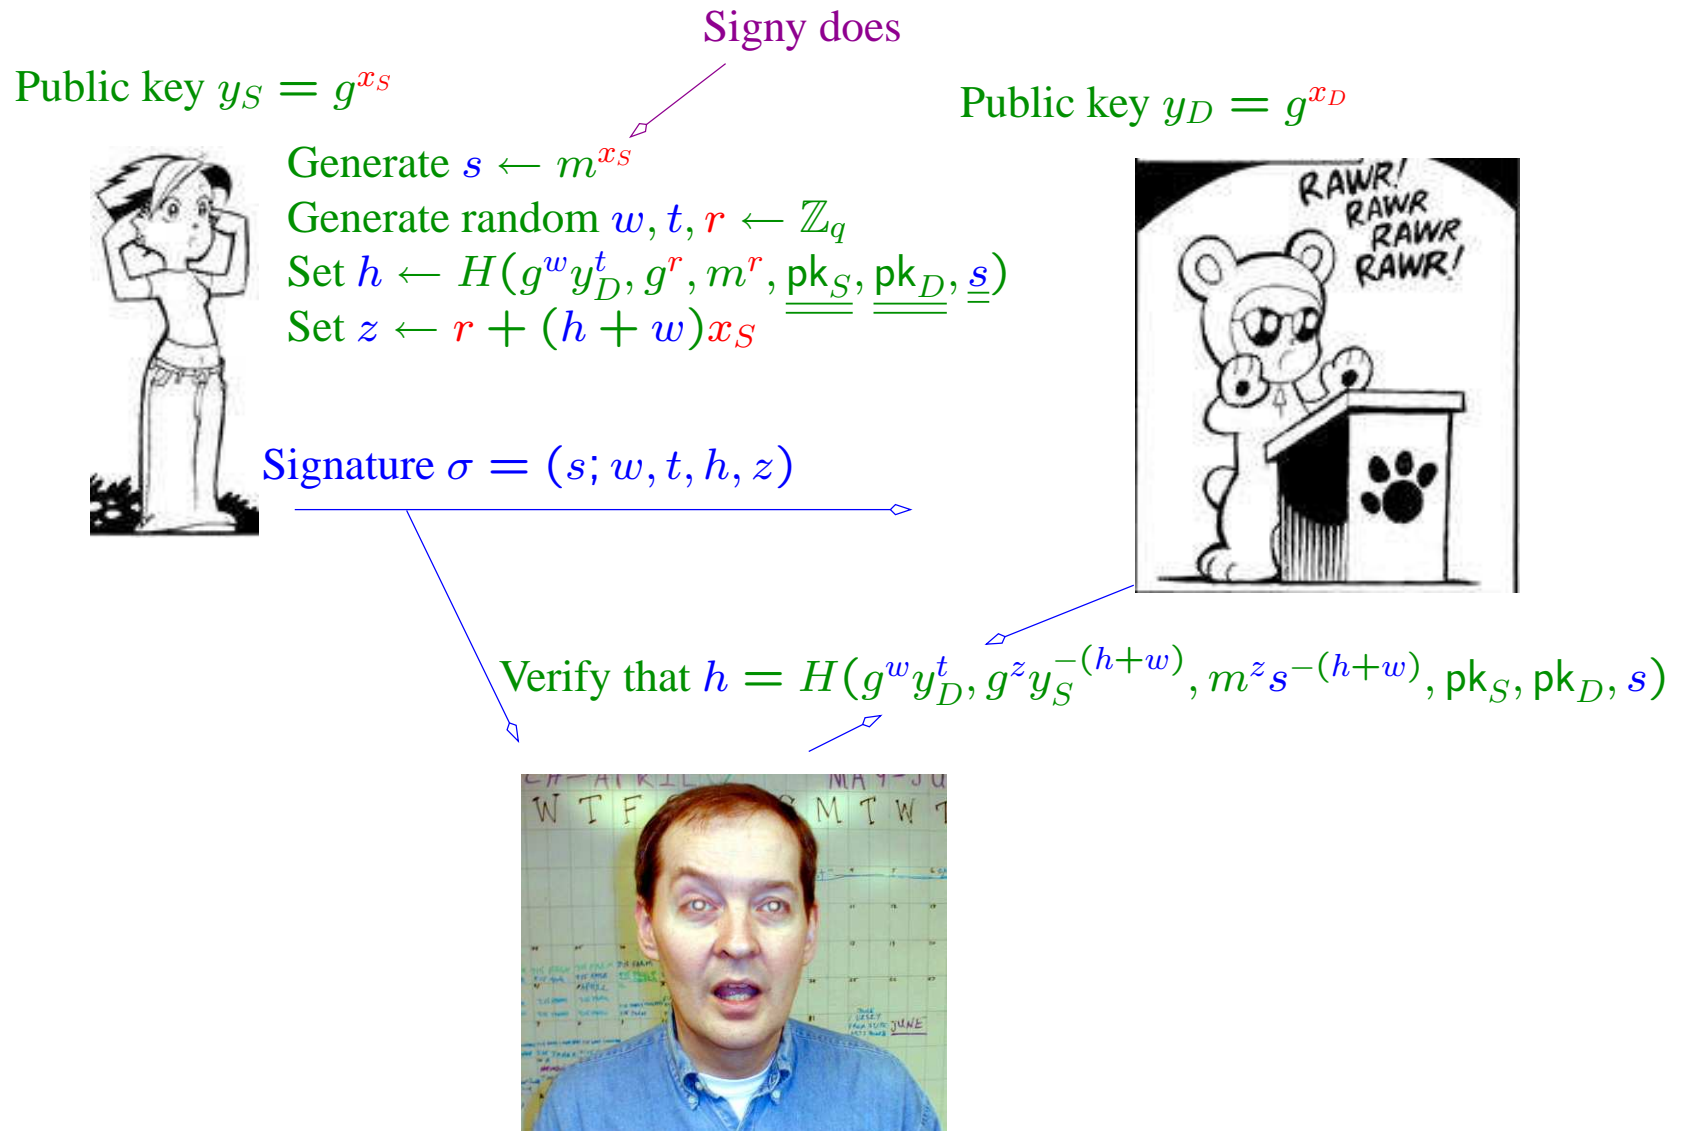 Signy does
Public key y_S = g^{x_S}
Public key y_D = g^{x_D}
Generate s ← m^{x_S}
Generate random w, t, r ← ℤ_q
Set h ← H(g^w y_D^t, g^r, m^r, pk_S, pk_D, s)
Set z ← r + (h + w)x_S
RAWR!
RAWR
RAWR
RAWR!
Signature σ = (s; w, t, h, z)
Verify that h = H(g^w y_D^t, g^z y_S^{-(h+w)}, m^z s^{-(h+w)}, pk_S, pk_D, s)
W T F S M T W
JUNE